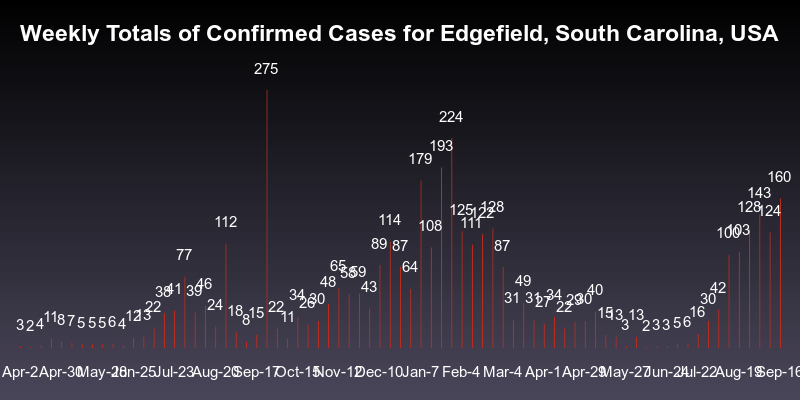 Weekly Totals of Confirmed Cases for Edgefield, South Carolina, USA
275
224
193
179
160
143
128 124
125 122 128
111
114 108
112
100 103
89 87 87
77
64
65 58 59
48 43
38 41 39 46
24
22
12 13
3 2 4 11 8 7 5 5 5 6 4
18 8 15 22 11
34 26 30
31 49 31 27 34 22 29 30 40
15 13 3 13 2 3 3 5 6
16 30 42
Apr-2 Apr-30 May-28 Jun-25 Jul-23 Aug-20 Sep-17 Oct-15 Nov-12 Dec-10 Jan-7 Feb-4 Mar-4 Apr-1 Apr-29 May-27 Jun-24 Jul-22 Aug-19 Sep-16